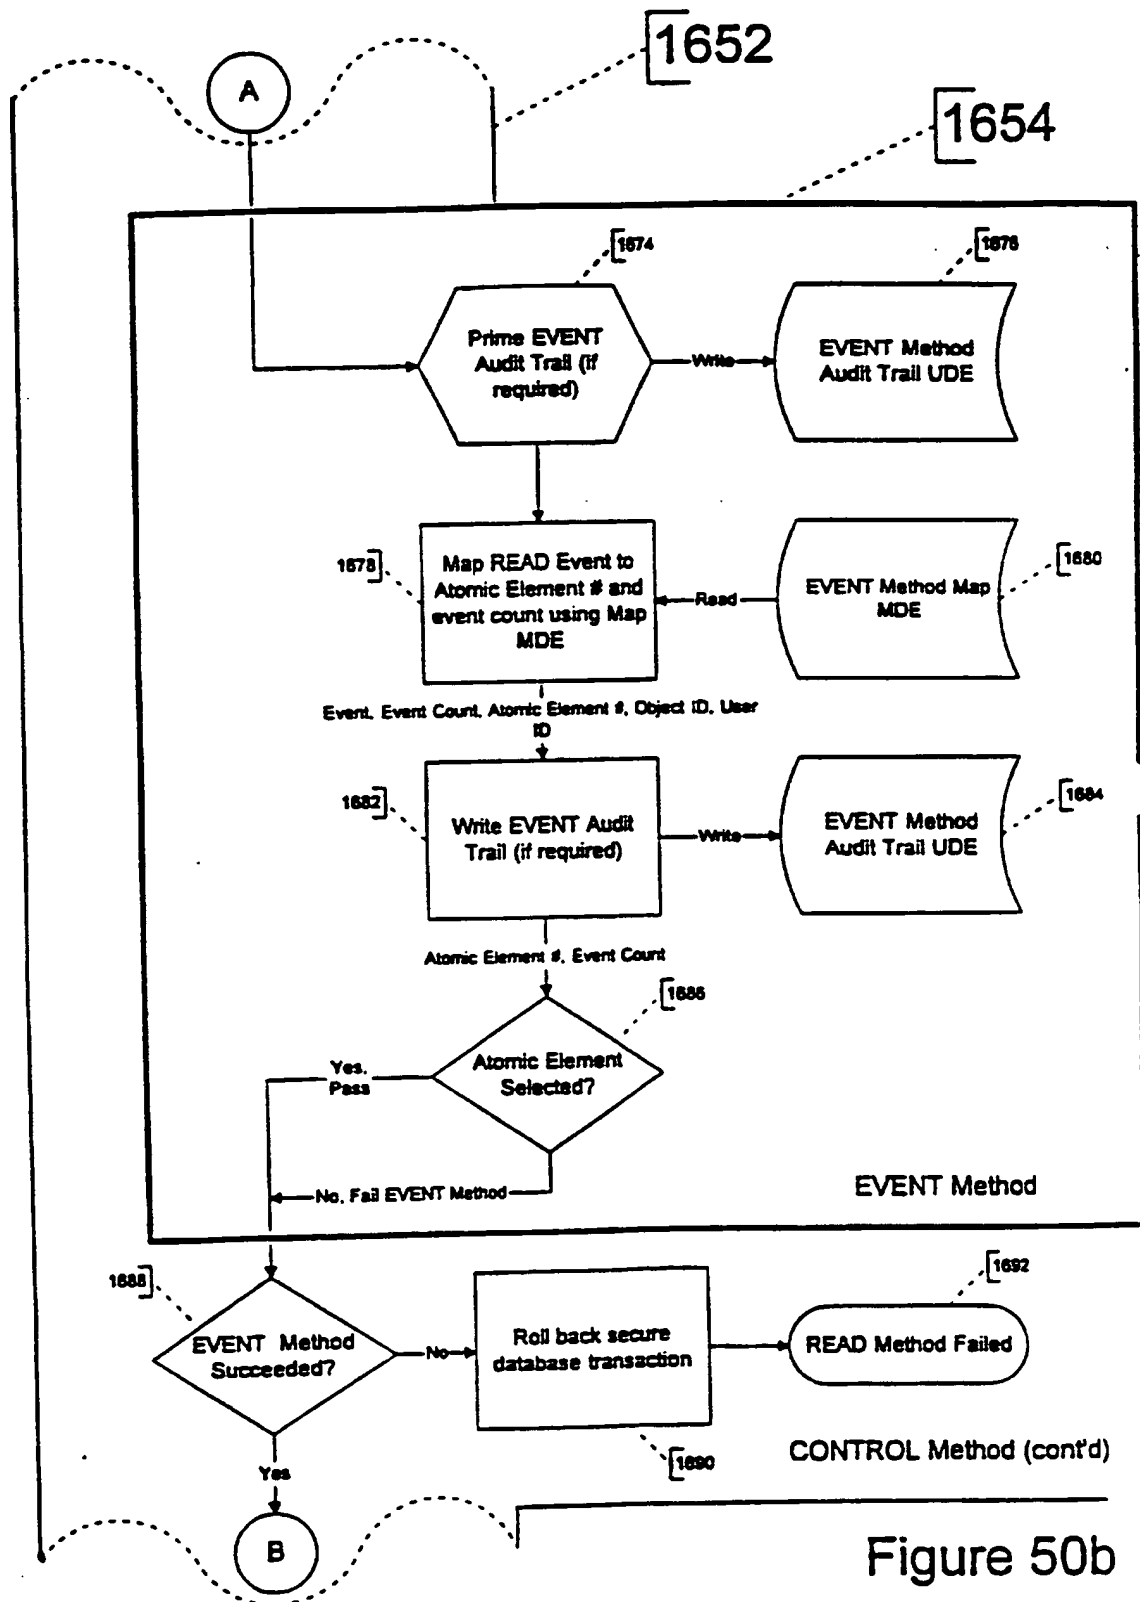 1652
A
1654
1674
1676
Prime EVENT
Audit Trail (if
required)
Write
EVENT Method
Audit Trail UDE
1678
Map READ Event to
Atomic Element # and
event count using Map
MDE
Read
EVENT Method Map
MDE
1680
Event, Event Count, Atomic Element #, Object ID, User
ID
1682
Write EVENT Audit
Trail (if required)
Write
EVENT Method
Audit Trail UDE
1684
Atomic Element #, Event Count
1686
Atomic Element
Selected?
Yes,
Pass
No, Fail EVENT Method
EVENT Method
1688
EVENT Method
Succeeded?
No
Roll back secure
database transaction
1692
READ Method Failed
1690
CONTROL Method (cont'd)
Yes
B
Figure 50b